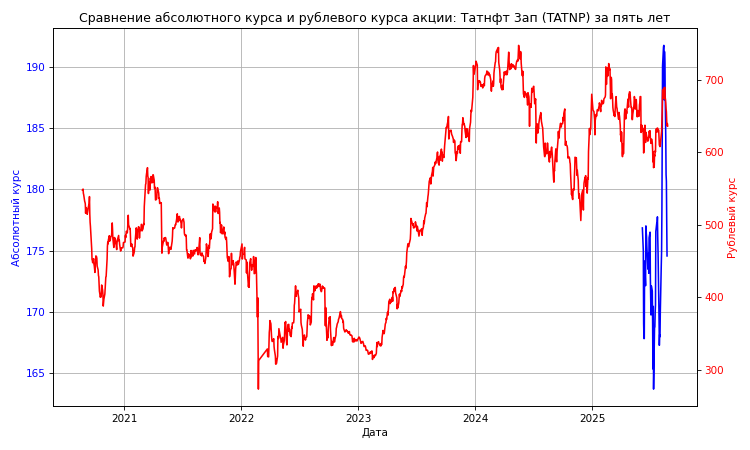 Сравнение абсолютного курса и рублевого курса акции: Татнфт 3ап (TATNP) за пять лет
Абсолютный курс
190
185
180
175
170
165
700
600
500
400
300
Рублевый курс
2021 2022 2023 2024 2025
Дата